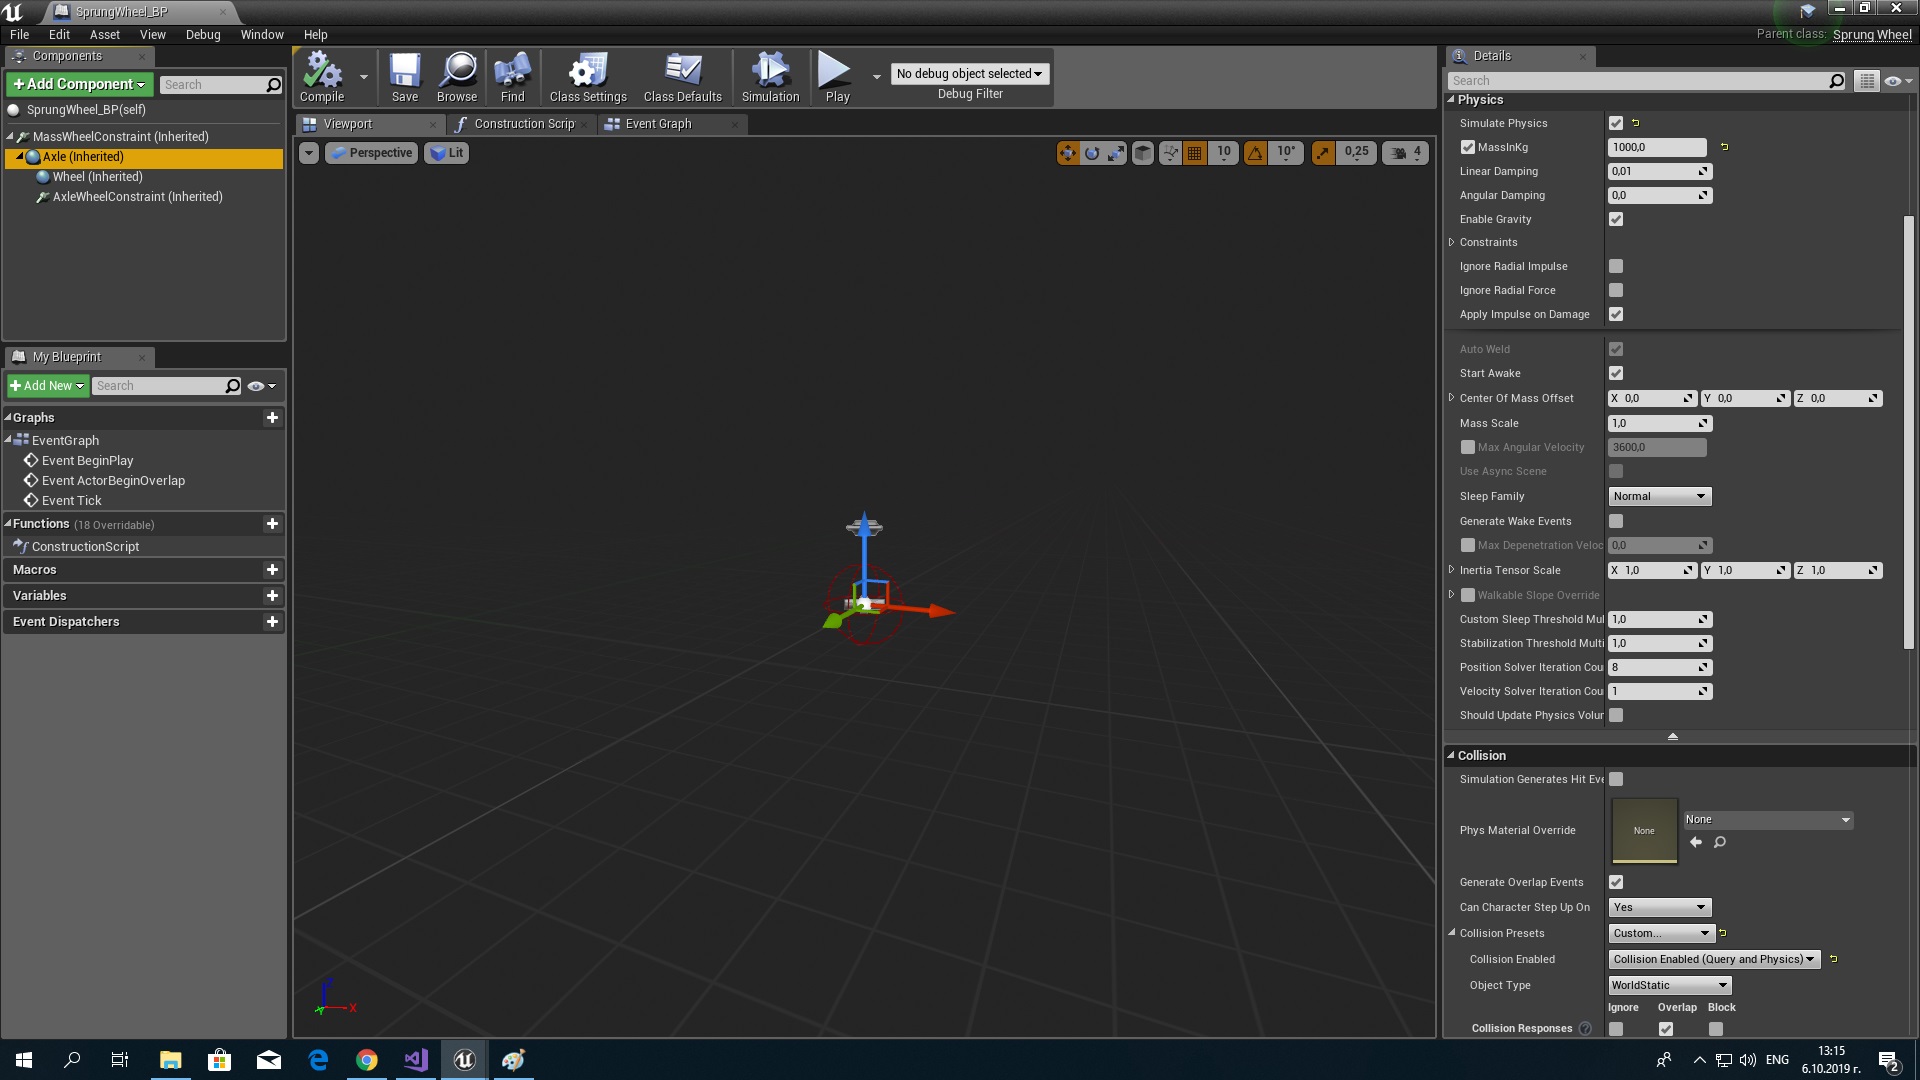 SprungWheel_BP
File Edit Asset View Debug Window Help
Parent class: Sprung Wheel
Components
+Add Component
Search
SprungWheel_BP(self)
MassWheelConstraint (Inherited)
Axle (Inherited)
Wheel (Inherited)
AxleWheelConstraint (Inherited)
My Blueprint
+Add New
Search
Graphs
EventGraph
Event BeginPlay
Event ActorBeginOverlap
Event Tick
Functions (18 Overridable)
ConstructionScript
Macros
Variables
Event Dispatchers
Compile
Save
Browse
Find
Class Settings
Class Defaults
Simulation
Play
No debug object selected
Debug Filter
Viewport
Construction Scrip
Event Graph
Perspective
Lit
10
10°
0,25
4
Z
X
Y
Details
Search
Physics
Simulate Physics
MassInKg 1000,0
Linear Damping 0,01
Angular Damping 0,0
Enable Gravity
Constraints
Ignore Radial Impulse
Ignore Radial Force
Apply Impulse on Damage
Auto Weld
Start Awake
Center Of Mass Offset X 0,0 Y 0,0 Z 0,0
Mass Scale 1,0
Max Angular Velocity 3600,0
Use Async Scene
Sleep Family Normal
Generate Wake Events
Max Depenetration Veloc 0,0
Inertia Tensor Scale X 1,0 Y 1,0 Z 1,0
Walkable Slope Override
Custom Sleep Threshold Mul 1,0
Stabilization Threshold Multi 1,0
Position Solver Iteration Cou 8
Velocity Solver Iteration Cou 1
Should Update Physics Volur
Collision
Simulation Generates Hit Eve
Phys Material Override None None
Generate Overlap Events
Can Character Step Up On Yes
Collision Presets Custom...
Collision Enabled Collision Enabled (Query and Physics)
Object Type WorldStatic
Ignore Overlap Block
Collision Responses ?
ENG
13:15
6.10.2019 г.
2